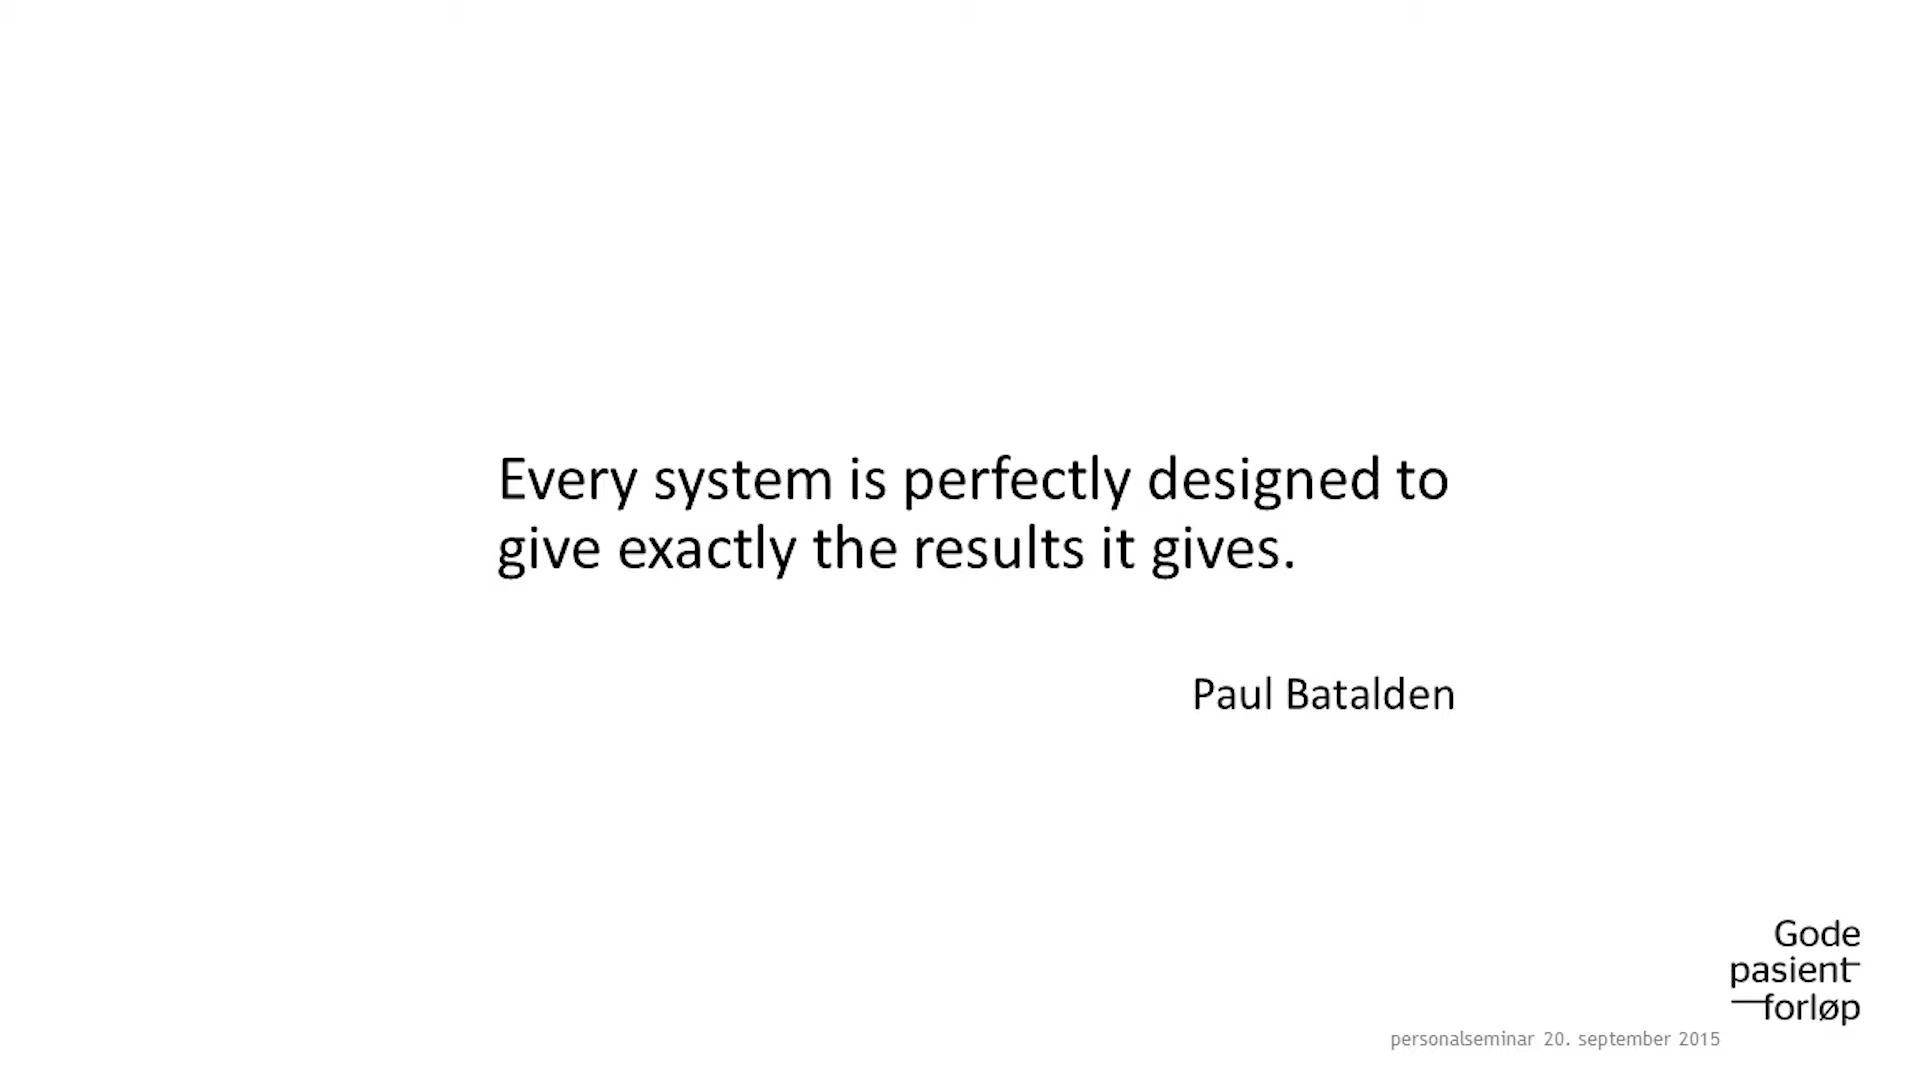 Every system is perfectly designed to
give exactly the results it gives.
Paul Batalden
Gode
pasient
forløp
personalseminar 20. september 2015